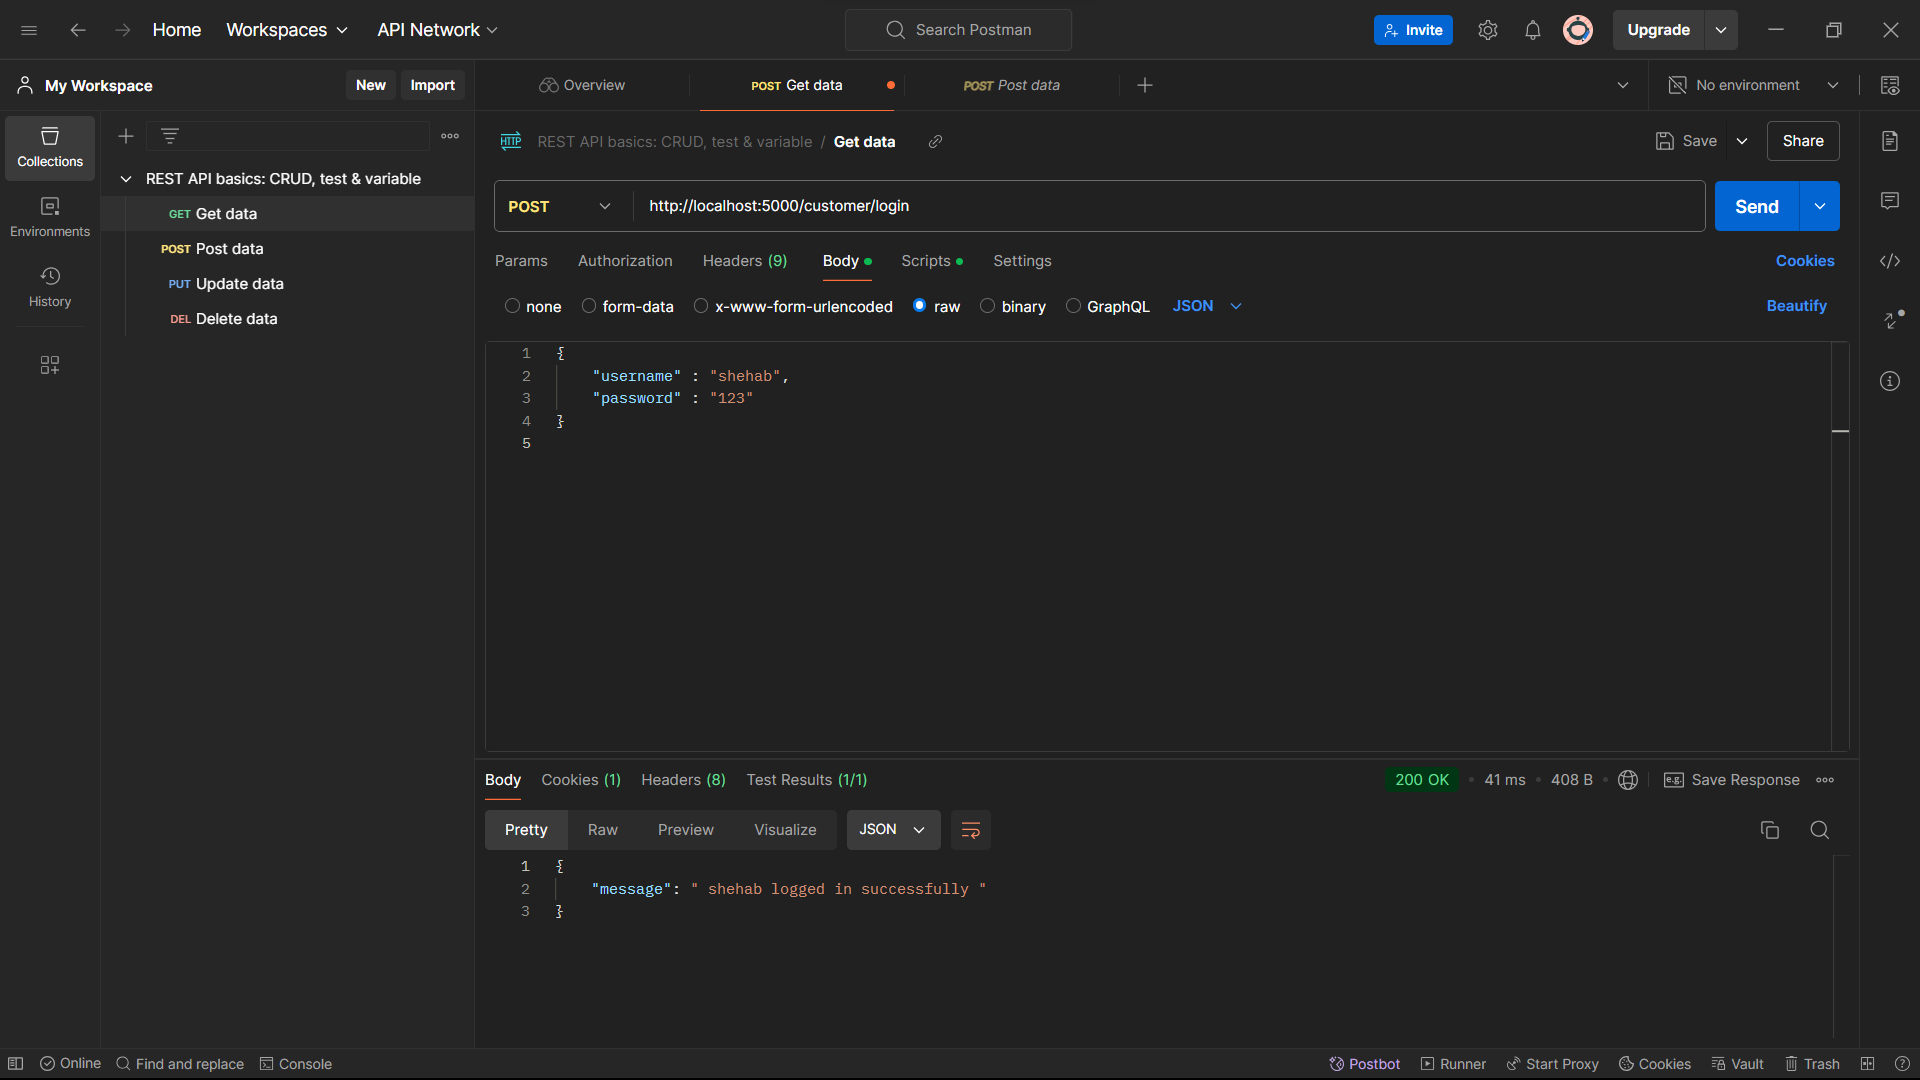 Home Workspaces API Network Search Postman Invite Upgrade
My Workspace New Import Overview POST Get data POST Post data No environment
Collections
Environments
History
REST API basics: CRUD, test & variable
GET Get data
POST Post data
PUT Update data
DEL Delete data
HTTP REST API basics: CRUD, test & variable / Get data Save Share
POST http://localhost:5000/customer/login Send
Params Authorization Headers (9) Body Scripts Settings Cookies
none form-data x-www-form-urlencoded raw binary GraphQL JSON Beautify
1 {
2 "username" : "shehab",
3 "password" : "123"
4 }
5
Body Cookies (1) Headers (8) Test Results (1/1) 200 OK 41 ms 408 B e.g. Save Response
Pretty Raw Preview Visualize JSON
1 {
2 "message": " shehab logged in successfully "
3 }
Online Find and replace Console Postbot Runner Start Proxy Cookies Vault Trash